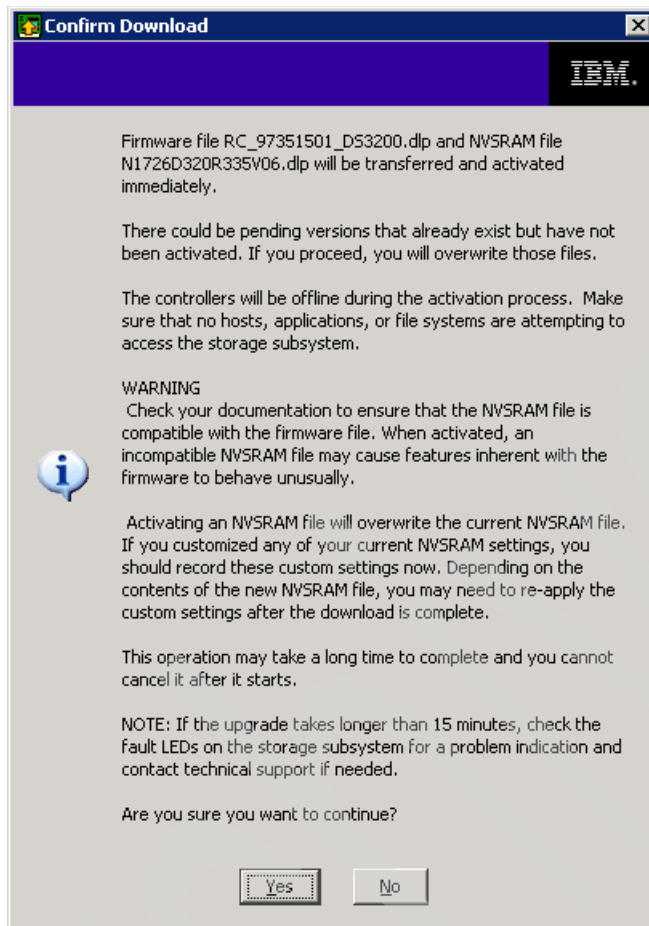 Confirm Download
IBM.
Firmware file RC_97351501_DS3200.dlp and NVSRAM file
N1726D320R335V06.dlp will be transferred and activated
immediately.
There could be pending versions that already exist but have not
been activated. If you proceed, you will overwrite those files.
The controllers will be offline during the activation process.  Make
sure that no hosts, applications, or file systems are attempting to
access the storage subsystem.
WARNING
Check your documentation to ensure that the NVSRAM file is
compatible with the firmware file. When activated, an
incompatible NVSRAM file may cause features inherent with the
firmware to behave unusually.
Activating an NVSRAM file will overwrite the current NVSRAM file.
If you customized any of your current NVSRAM settings, you
should record these custom settings now. Depending on the
contents of the new NVSRAM file, you may need to re-apply the
custom settings after the download is complete.
This operation may take a long time to complete and you cannot
cancel it after it starts.
NOTE: If the upgrade takes longer than 15 minutes, check the
fault LEDs on the storage subsystem for a problem indication and
contact technical support if needed.
Are you sure you want to continue?
Yes No